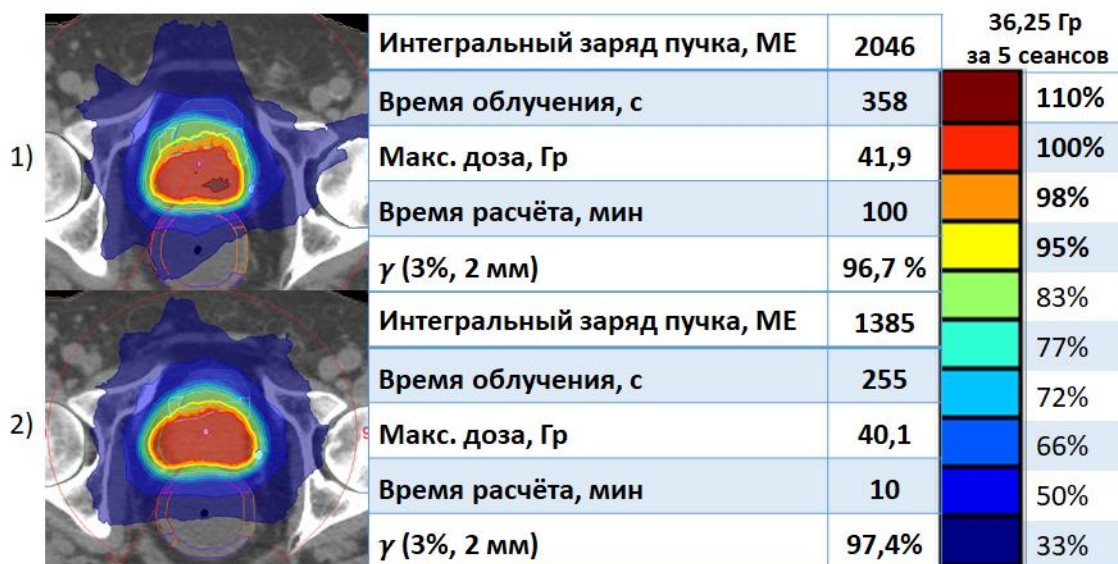 1)
Интегральный заряд пучка, МЕ 2046
Время облучения, с 358
Макс. доза, Гр 41,9
Время расчёта, мин 100
γ (3%, 2 мм) 96,7 %
2)
Интегральный заряд пучка, МЕ 1385
Время облучения, с 255
Макс. доза, Гр 40,1
Время расчёта, мин 10
γ (3%, 2 мм) 97,4%
36,25 Гр
за 5 сеансов
110%
100%
98%
95%
83%
77%
72%
66%
50%
33%